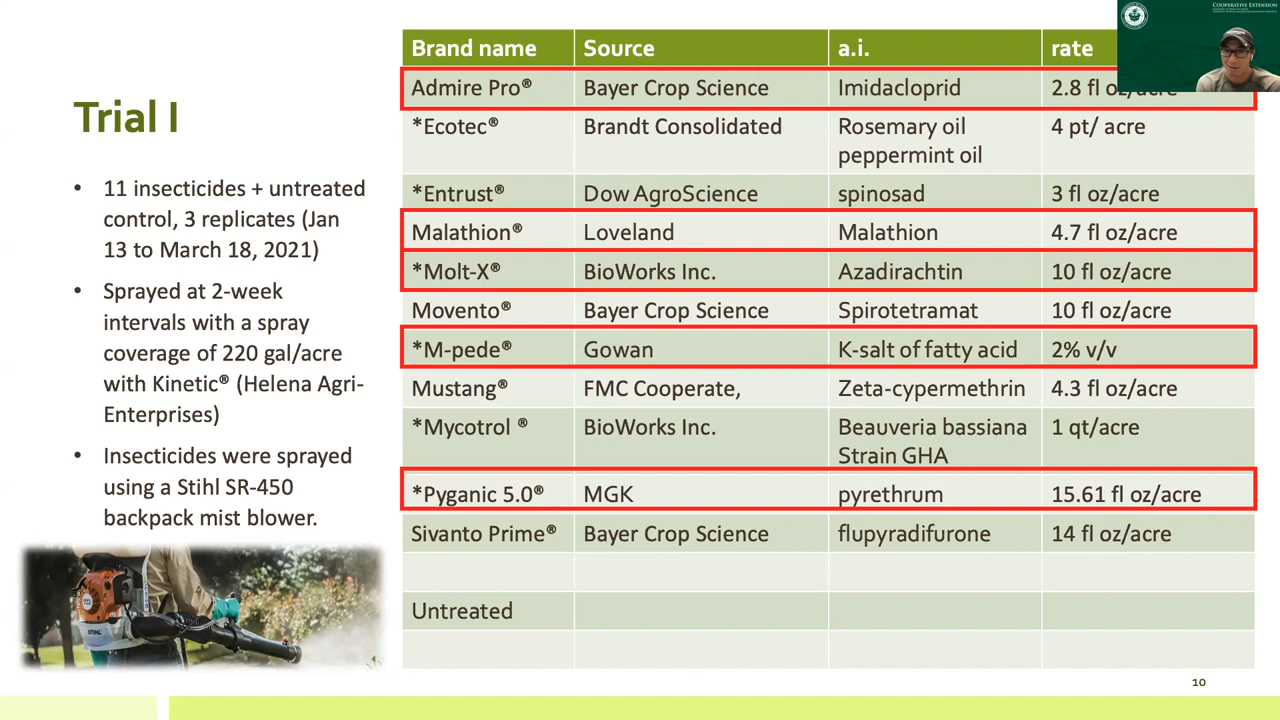 Trial I
• 11 insecticides + untreated
control, 3 replicates (Jan
13 to March 18, 2021)
• Sprayed at 2-week
intervals with a spray
coverage of 220 gal/acre
with Kinetic® (Helena Agri-
Enterprises)
• Insecticides were sprayed
using a Stihl SR-450
backpack mist blower.
STIHL
Brand name Source a.i. rate
Admire Pro® Bayer Crop Science Imidacloprid 2.8 fl
*Ecotec® Brandt Consolidated Rosemary oil 4 pt/ acre
peppermint oil
*Entrust® Dow AgroScience spinosad 3 fl oz/acre
Malathion® Loveland Malathion 4.7 fl oz/acre
*Molt-X® BioWorks Inc. Azadirachtin 10 fl oz/acre
Movento® Bayer Crop Science Spirotetramat 10 fl oz/acre
*M-pede® Gowan K-salt of fatty acid 2% v/v
Mustang® FMC Cooperate, Zeta-cypermethrin 4.3 fl oz/acre
*Mycotrol ® BioWorks Inc. Beauveria bassiana 1 qt/acre
Strain GHA
*Pyganic 5.0® MGK pyrethrum 15.61 fl oz/acre
Sivanto Prime® Bayer Crop Science flupyradifurone 14 fl oz/acre
Untreated
10
COOPERATIVE EXTENSION